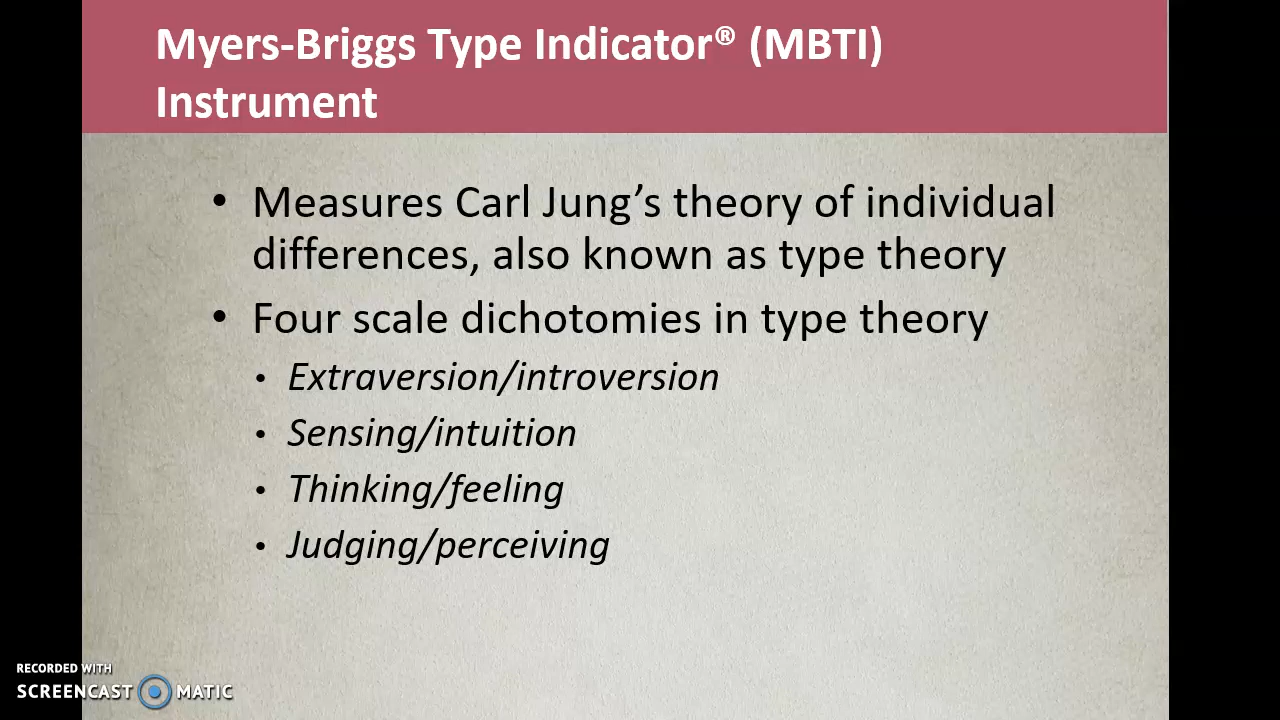 Myers-Briggs Type Indicator® (MBTI)
Instrument
• Measures Carl Jung’s theory of individual
differences, also known as type theory
• Four scale dichotomies in type theory
• Extraversion/introversion
• Sensing/intuition
• Thinking/feeling
• Judging/perceiving
RECORDED WITH
SCREENCAST MATIC